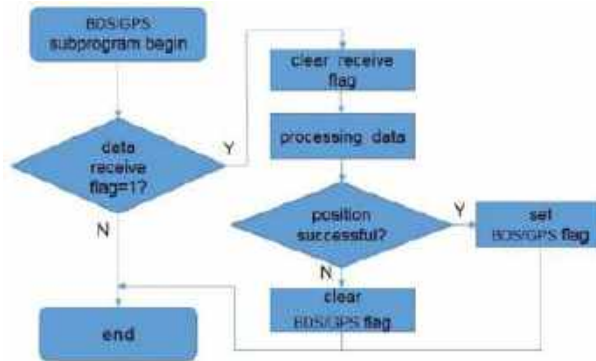 BDS/GPS
subprogram begin
data
receive
flag=1?
Y
N
end
clear receive
flag
processing data
position
successful?
Y
N
set
BDS/GPS flag
clear
BDS/GPS flag